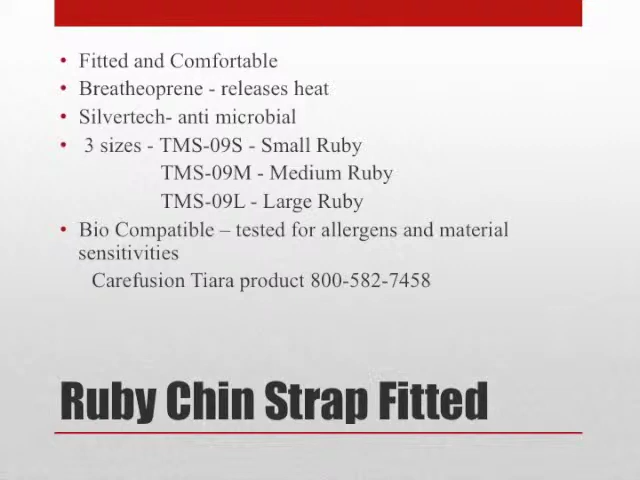 • Fitted and Comfortable
• Breatheoprene - releases heat
• Silvertech- anti microbial
• 3 sizes - TMS-09S - Small Ruby
TMS-09M - Medium Ruby
TMS-09L - Large Ruby
• Bio Compatible – tested for allergens and material
sensitivities
Carefusion Tiara product 800-582-7458
Ruby Chin Strap Fitted